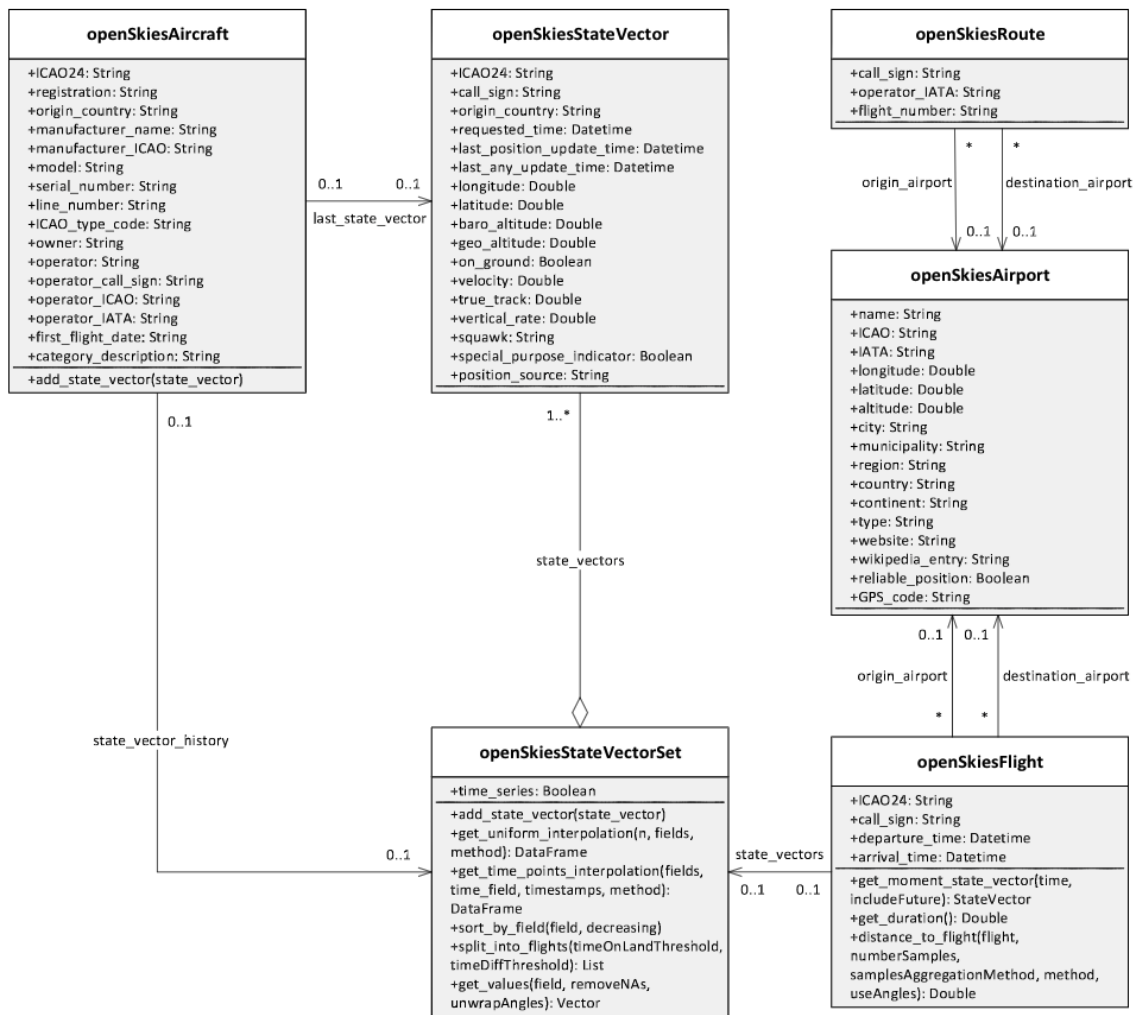 openSkiesAircraft
+ICAO24: String
+registration: String
+origin_country: String
+manufacturer_name: String
+manufacturer_ICAO: String
+model: String
+serial_number: String
+line_number: String
+ICAO_type_code: String
+owner: String
+operator: String
+operator_call_sign: String
+operator_ICAO: String
+operator_IATA: String
+first_flight_date: String
+category_description: String
+add_state_vector(state_vector)
0..1 0..1
last_state_vector
openSkiesStateVector
+ICAO24: String
+call_sign: String
+origin_country: String
+requested_time: Datetime
+last_position_update_time: Datetime
+last_any_update_time: Datetime
+longitude: Double
+latitude: Double
+baro_altitude: Double
+geo_altitude: Double
+on_ground: Boolean
+velocity: Double
+true_track: Double
+vertical_rate: Double
+squawk: String
+special_purpose_indicator: Boolean
+position_source: String
openSkiesRoute
+call_sign: String
+operator_IATA: String
+flight_number: String
* *
origin_airport destination_airport
0..1 0..1
openSkiesAirport
+name: String
+ICAO: String
+IATA: String
+longitude: Double
+latitude: Double
+altitude: Double
+city: String
+municipality: String
+region: String
+country: String
+continent: String
+type: String
+website: String
+wikipedia_entry: String
+reliable_position: Boolean
+GPS_code: String
0..1 0..1
origin_airport destination_airport
* *
0..1
state_vector_history
0..1
1..*
state_vectors
openSkiesStateVectorSet
+time_series: Boolean
+add_state_vector(state_vector)
+get_uniform_interpolation(n, fields,
method): DataFrame
+get_time_points_interpolation(fields,
time_field, timestamps, method):
DataFrame
+sort_by_field(field, decreasing)
+split_into_flights(timeOnLandThreshold,
timeDiffThreshold): List
+get_values(field, removeNAs,
unwrapAngles): Vector
state_vectors
0..1 0..1
openSkiesFlight
+ICAO24: String
+call_sign: String
+departure_time: Datetime
+arrival_time: Datetime
+get_moment_state_vector(time,
includeFuture): StateVector
+get_duration(): Double
+distance_to_flight(flight,
numberSamples,
samplesAggregationMethod, method,
useAngles): Double